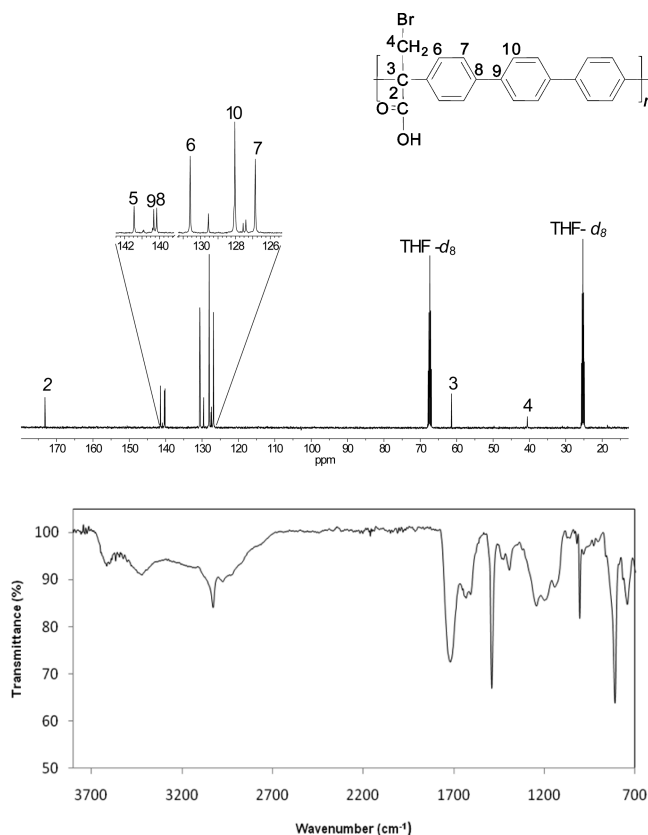 Br
4 CH2
6 7 10
3
C 8 9
2
O C n
OH
5 9 8 6 10 7
142 140 130 128 126
THF -d8
THF- d8
2 3 4
170 160 150 140 130 120 110 100 90 80 70 60 50 40 30 20
ppm
100
90
80
70
60
50
Transmittance (%)
3700 3200 2700 2200 1700 1200 700
Wavenumber (cm-1)